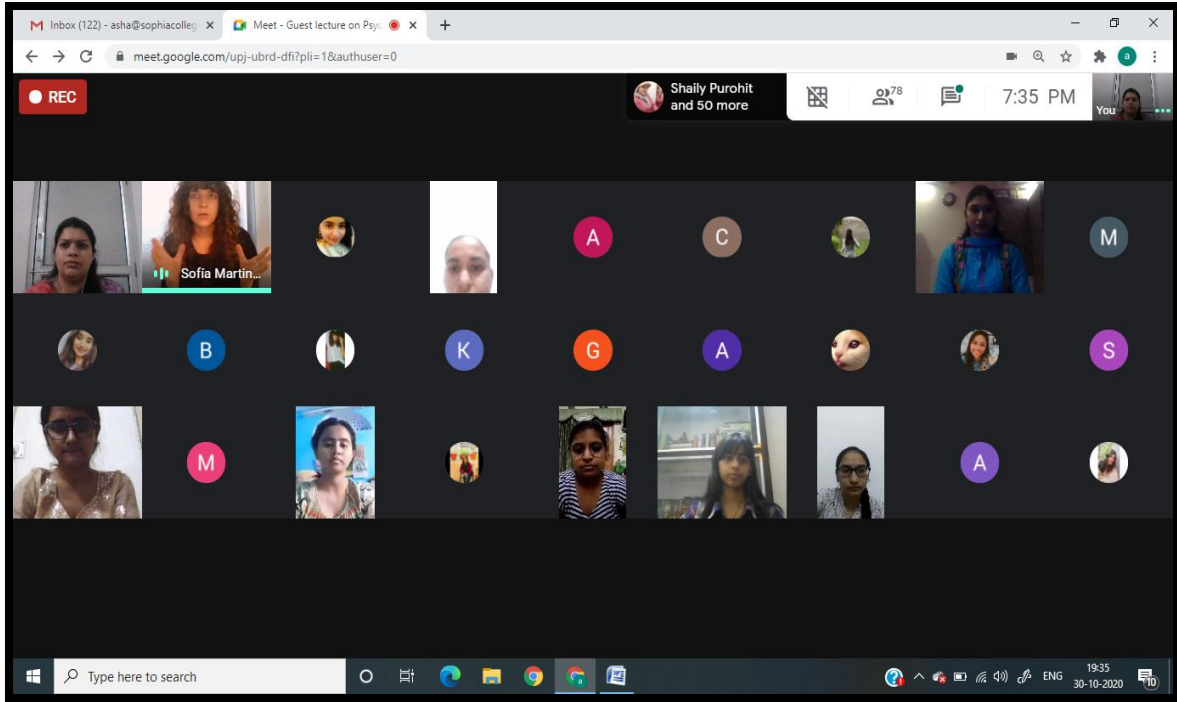 Inbox (122) - asha@sophiacolleg
Meet - Guest lecture on Psyc
meet.google.com/upj-ubrd-dfi?pli=1&authuser=0
a
REC
Shaily Purohit
and 50 more
78
7:35 PM
You
Sofía Martin...
A
C
M
B
K
G
A
S
M
A
Type here to search
ENG
19:35
30-10-2020
10